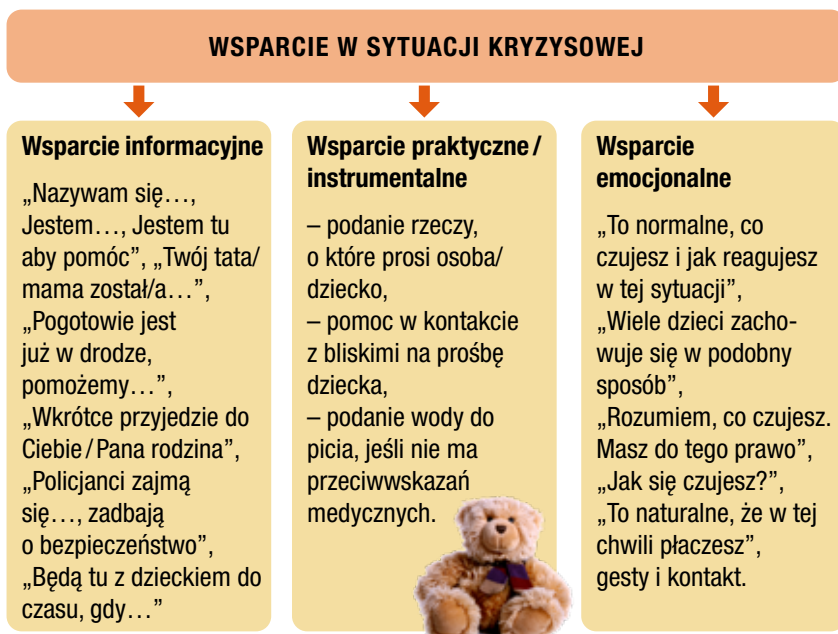 WSPARCIE W SYTUACJI KRYZYSOWEJ
Wsparcie informacyjne
„Nazywam się…,
Jestem…, Jestem tu
aby pomóc”, „Twój tata/
mama został/a…”,
„Pogotowie jest
już w drodze,
pomożemy…”,
„Wkrótce przyjedzie do
Ciebie/Pana rodzina”,
„Policjanci zajmą
się…, zadbają
o bezpieczeństwo”,
„Będą tu z dzieckiem do
czasu, gdy…”
Wsparcie praktyczne/
instrumentalne
– podanie rzeczy,
o które prosi osoba/
dziecko,
– pomoc w kontakcie
z bliskimi na prośbę
dziecka,
– podanie wody do
picia, jeśli nie ma
przeciwwskazań
medycznych.
Wsparcie
emocjonalne
„To normalne, co
czujesz i jak reagujesz
w tej sytuacji”,
„Wiele dzieci zacho-
wuje się w podobny
sposób”,
„Rozumiem, co czujesz.
Masz do tego prawo”,
„Jak się czujesz?”,
„To naturalne, że w tej
chwili płaczesz”,
gesty i kontakt.